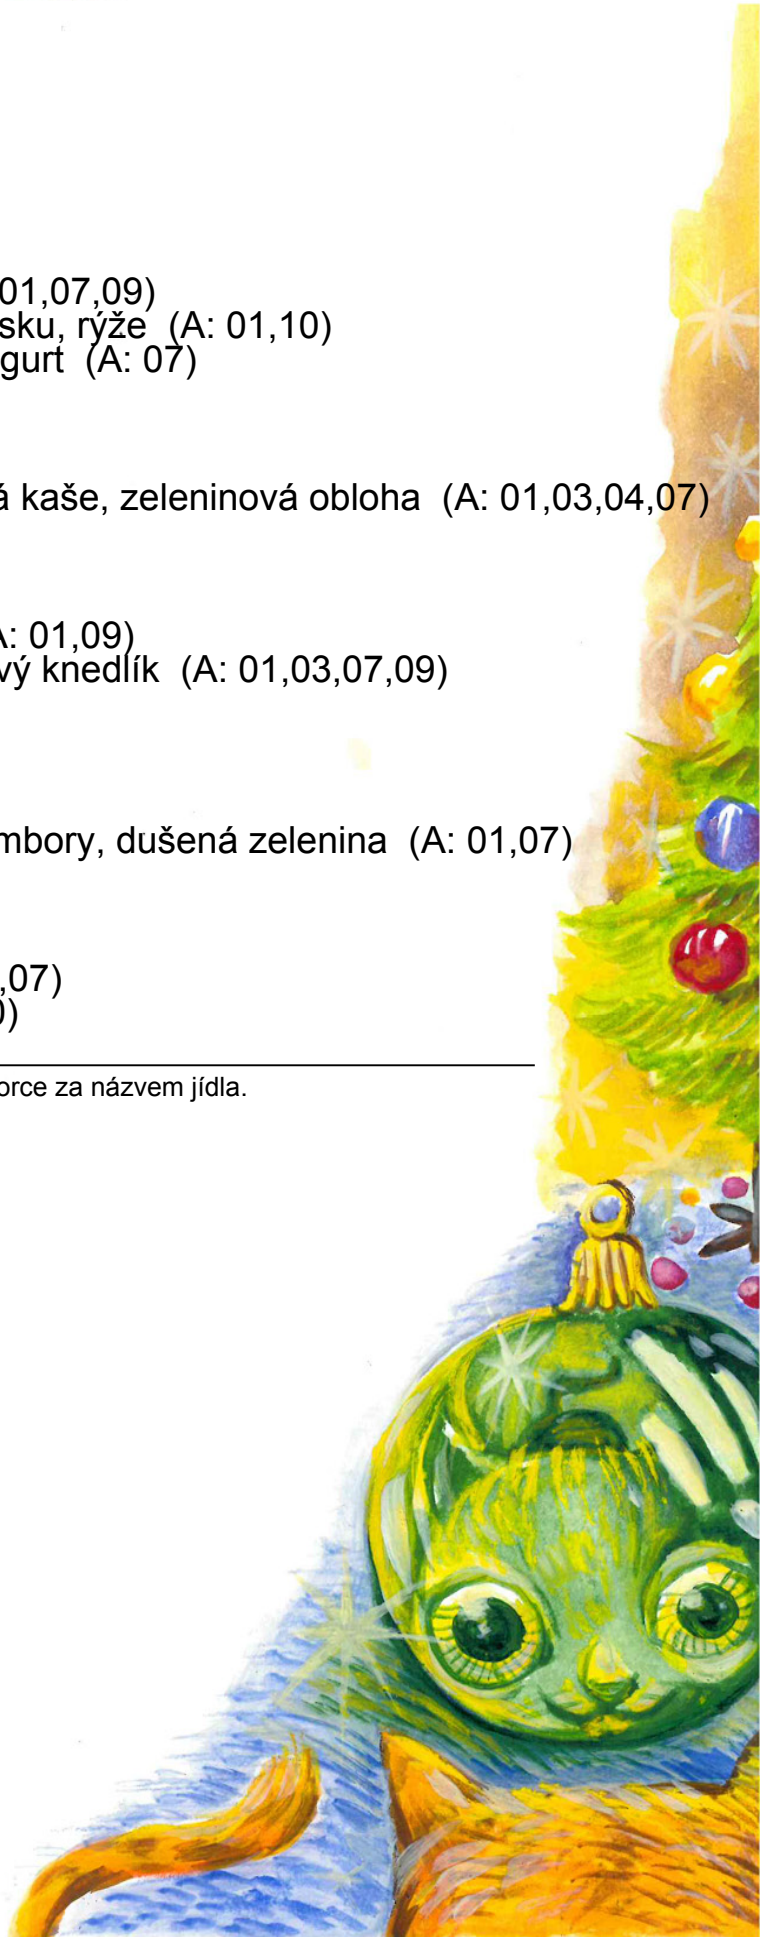 01,07,09)
sku, rýže (A: 01,10)
gurt (A: 07)
á kaše, zeleninová obloha (A: 01,03,04,07)
A: 01,09)
vý knedlík (A: 01,03,07,09)
mbory, dušená zelenina (A: 01,07)
,07)
0)
orce za názvem jídla.